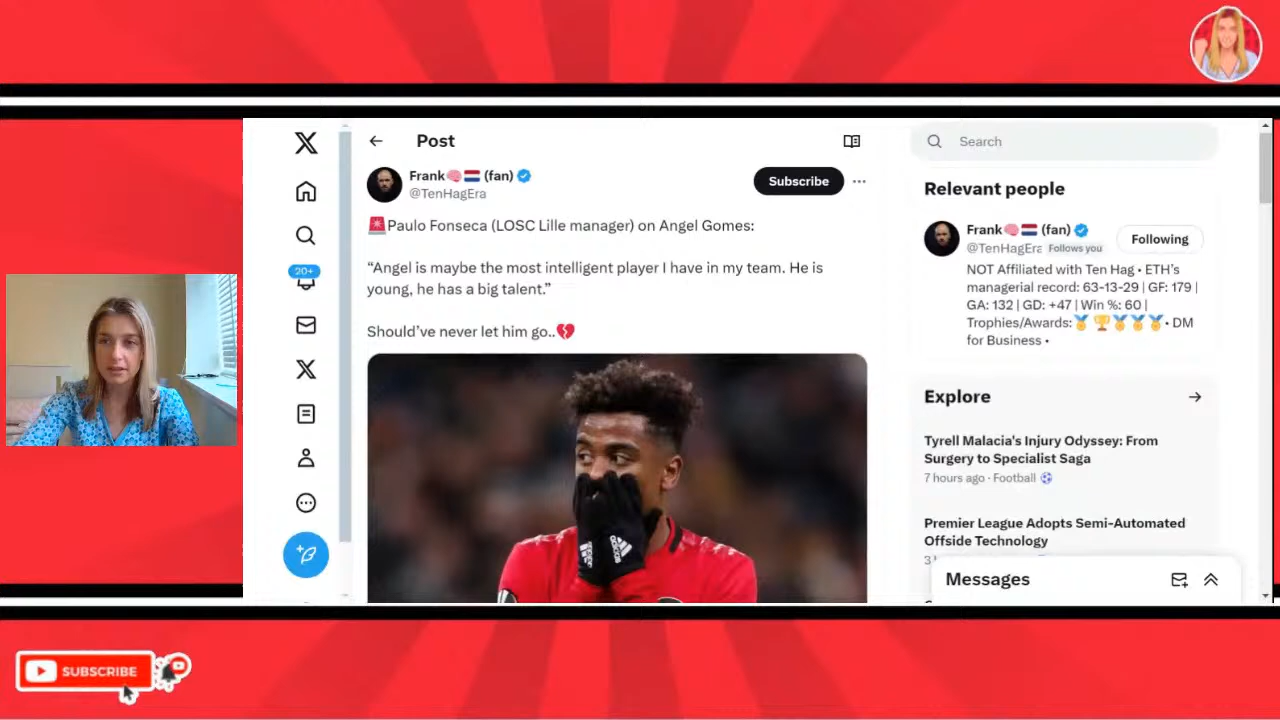 Post
Frank🧠🇳🇱 (fan)
@TenHagEra
Subscribe
🚨Paulo Fonseca (LOSC Lille manager) on Angel Gomes:
“Angel is maybe the most intelligent player I have in my team. He is
young, he has a big talent.”
Should’ve never let him go..💔
adidas
20+
Search
Relevant people
Frank🧠🇳🇱 (fan)
@TenHagEra Follows you
Following
NOT Affiliated with Ten Hag • ETH’s
managerial record: 63-13-29 | GF: 179 |
GA: 132 | GD: +47 | Win %: 60 |
Trophies/Awards:🏅🏆🏅🏅🏅• DM
for Business •
Explore
Tyrell Malacia's Injury Odyssey: From
Surgery to Specialist Saga
7 hours ago · Football ⚽
Premier League Adopts Semi-Automated
Offside Technology
Messages
SUBSCRIBE